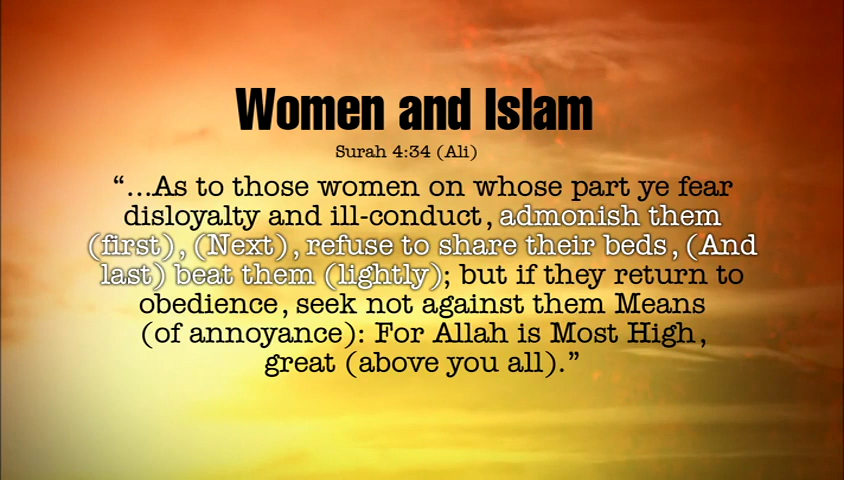 Women and Islam
Surah 4:34 (Ali)
“...As to those women on whose part ye fear
disloyalty and ill-conduct, admonish them
(first), (Next), refuse to share their beds, (And
last) beat them (lightly); but if they return to
obedience, seek not against them Means
(of annoyance): For Allah is Most High,
great (above you all).”